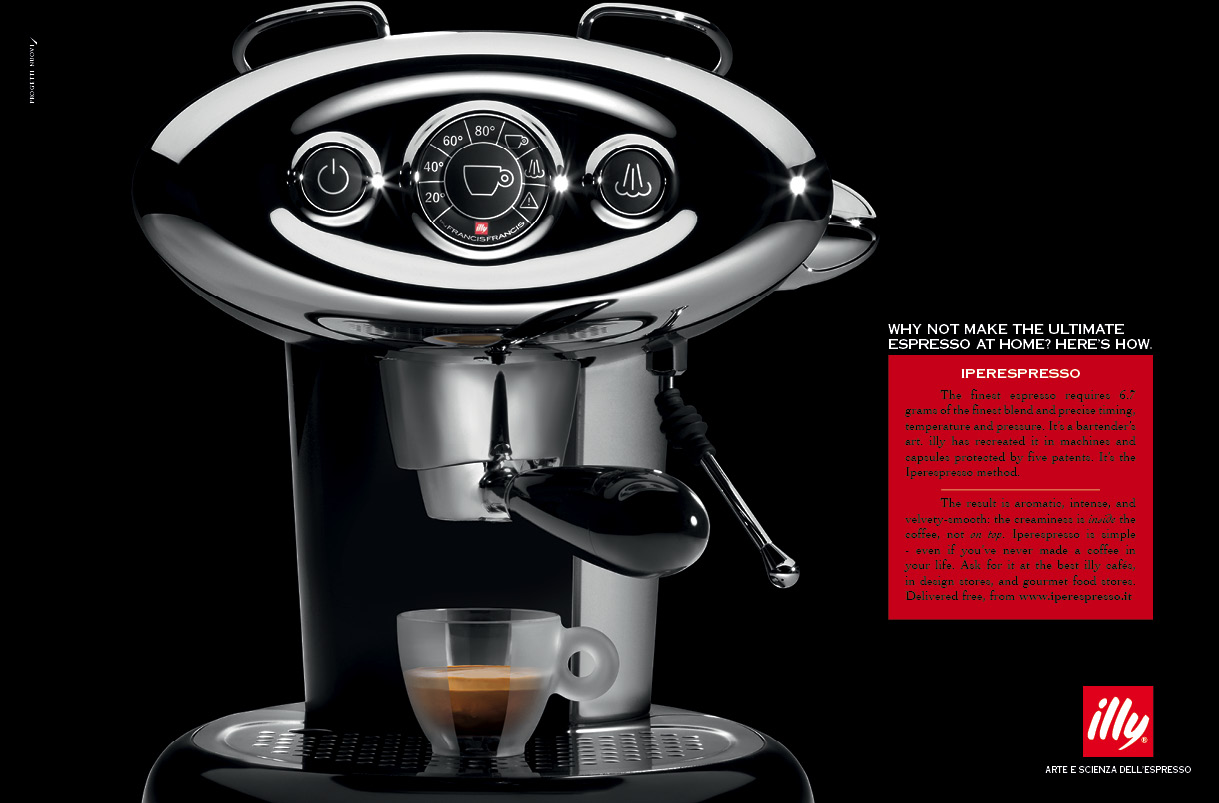 PROGETTI NUOVI
60°
80°
40°
20°
illy
FRANCISFRANCIS
WHY NOT MAKE THE ULTIMATE
ESPRESSO AT HOME? HERE'S HOW.
IPERESPRESSO
The finest espresso requires 6.7
grams of the finest blend and precise timing,
temperature and pressure. It's a bartender's
art. illy has recreated it in machines and
capsules protected by five patents. It's the
Iperespresso method.
The result is aromatic, intense, and
velvety-smooth: the creaminess is inside the
coffee, not on top. Iperespresso is simple
- even if you've never made a coffee in
your life. Ask for it at the best illy cafés,
in design stores, and gourmet food stores.
Delivered free, from www.iperespresso.it
illy®
ARTE E SCIENZA DELL'ESPRESSO